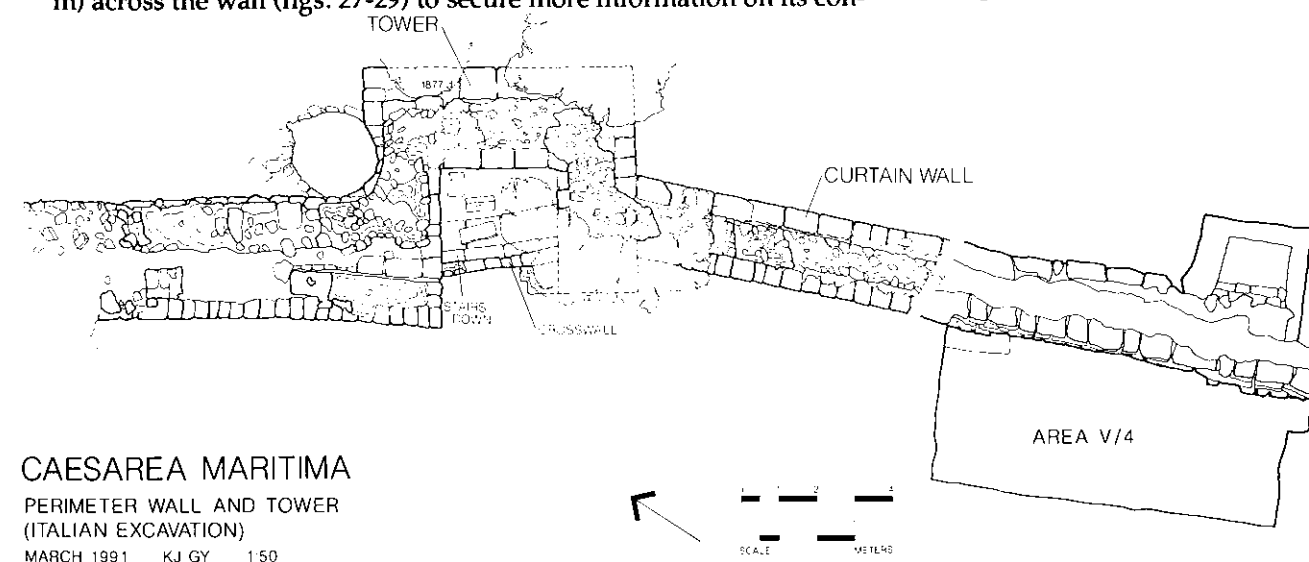 m) across the wall (figs. 27-29) to secure more information on its con-
TOWER
1877
CURTAIN WALL
STAIRS
DOWN
CROSSWALL
AREA V/4
CAESAREA MARITIMA
PERIMETER WALL AND TOWER
(ITALIAN EXCAVATION)
MARCH 1991 KJ GY 1:50
SCALE METERS